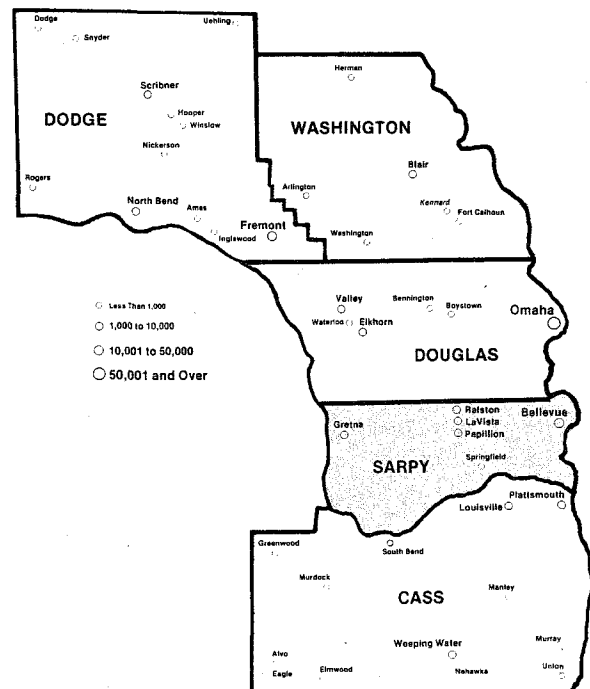 Dodge
Uehling
Snyder
Scribner
Hooper
DODGE
Winslow
Nickerson
Rogers
North Bend
Ames
Fremont
Inglewood
Herman
WASHINGTON
Blair
Arlington
Kennard
Fort Calhoun
Washington
Less Than 1,000
1,000 to 10,000
10,001 to 50,000
50,001 and Over
Valley
Bennington
Boystown
Omaha
Waterloo
Elkhorn
DOUGLAS
Ralston
Bellevue
LaVista
Gretna
Papillion
SARPY
Springfield
Plattsmouth
Louisville
Greenwood
South Bend
Murdock
CASS
Manley
Weeping Water
Murray
Alvo
Eagle
Elmwood
Nehawka
Union